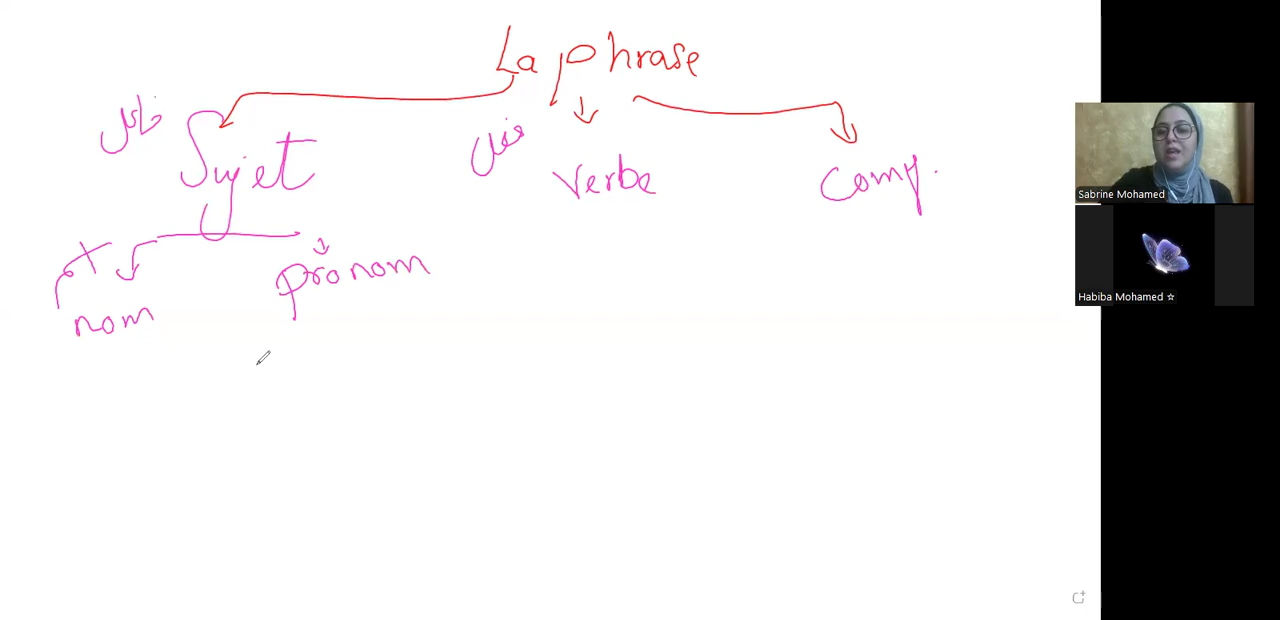 La phrase
فاعل Sujet
فعل Verbe
Comp.
nom
pronom
Sabrine Mohamed
Habiba Mohamed ☆